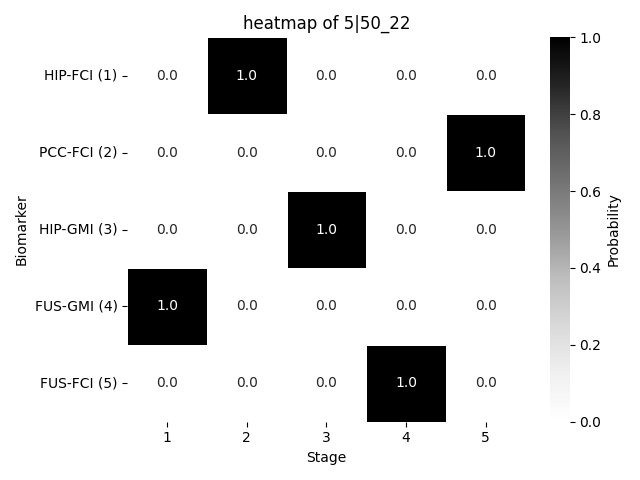 heatmap of 5|50_22
HIP-FCI (1) 0.0 1.0 0.0 0.0 0.0
PCC-FCI (2) 0.0 0.0 0.0 0.0 1.0
HIP-GMI (3) 0.0 0.0 1.0 0.0 0.0
FUS-GMI (4) 1.0 0.0 0.0 0.0 0.0
FUS-FCI (5) 0.0 0.0 0.0 1.0 0.0
1 2 3 4 5
Stage
Biomarker
1.0
0.8
0.6
0.4
0.2
0.0
Probability